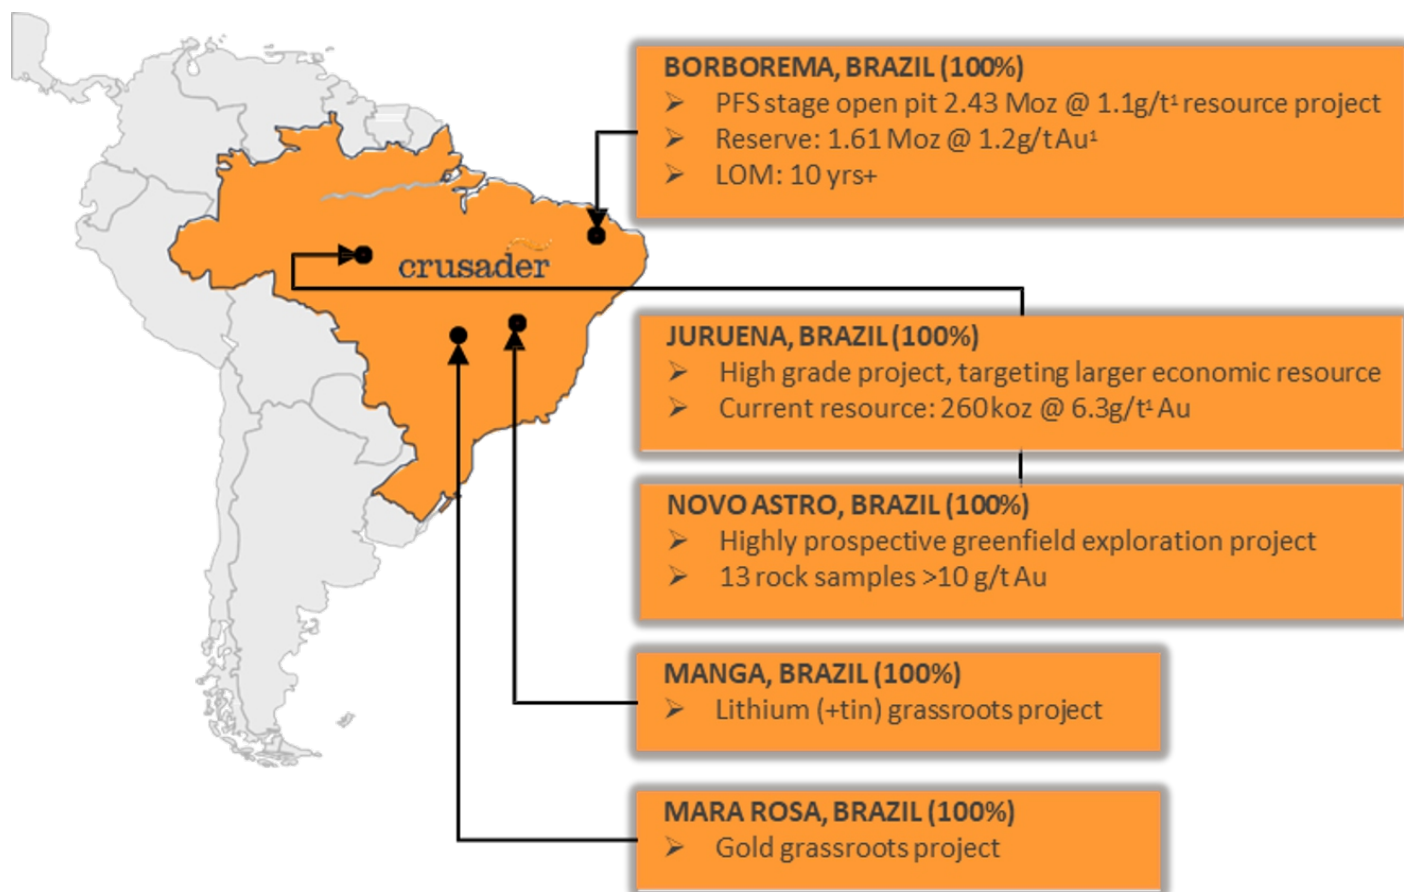 BORBOREMA, BRAZIL (100%)
➢ PFS stage open pit 2.43 Moz @ 1.1g/t¹ resource project
➢ Reserve: 1.61 Moz @ 1.2g/t Au¹
➢ LOM: 10 yrs+
crusader
JURUENA, BRAZIL (100%)
➢ High grade project, targeting larger economic resource
➢ Current resource: 260koz @ 6.3g/t¹ Au
NOVO ASTRO, BRAZIL (100%)
➢ Highly prospective greenfield exploration project
➢ 13 rock samples >10 g/t Au
MANGA, BRAZIL (100%)
➢ Lithium (+tin) grassroots project
MARA ROSA, BRAZIL (100%)
➢ Gold grassroots project